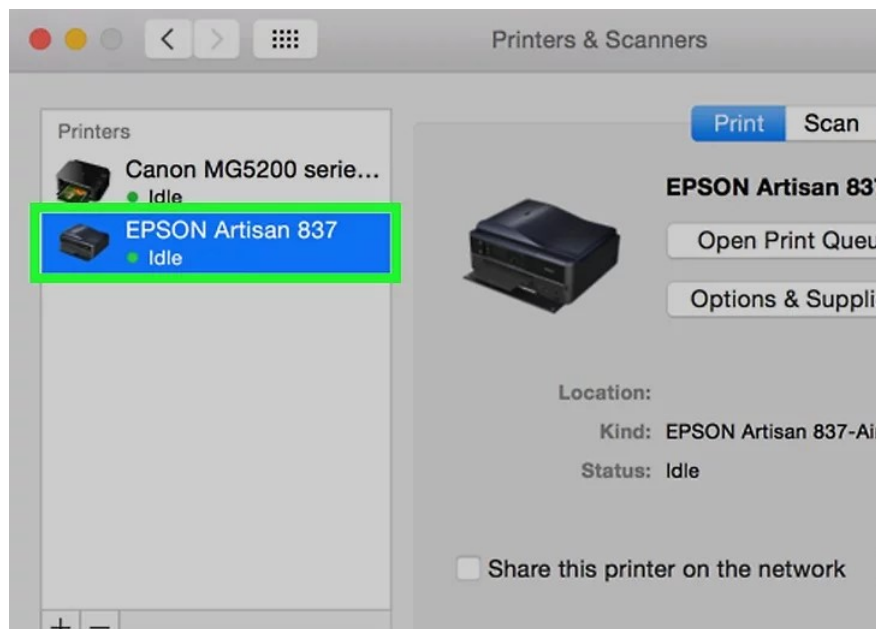 Printers & Scanners
Printers
Canon MG5200 serie...
Idle
EPSON Artisan 837
Idle
Print
Scan
EPSON Artisan 83
Open Print Queu
Options & Suppli
Location:
Kind: EPSON Artisan 837-Ai
Status: Idle
Share this printer on the network